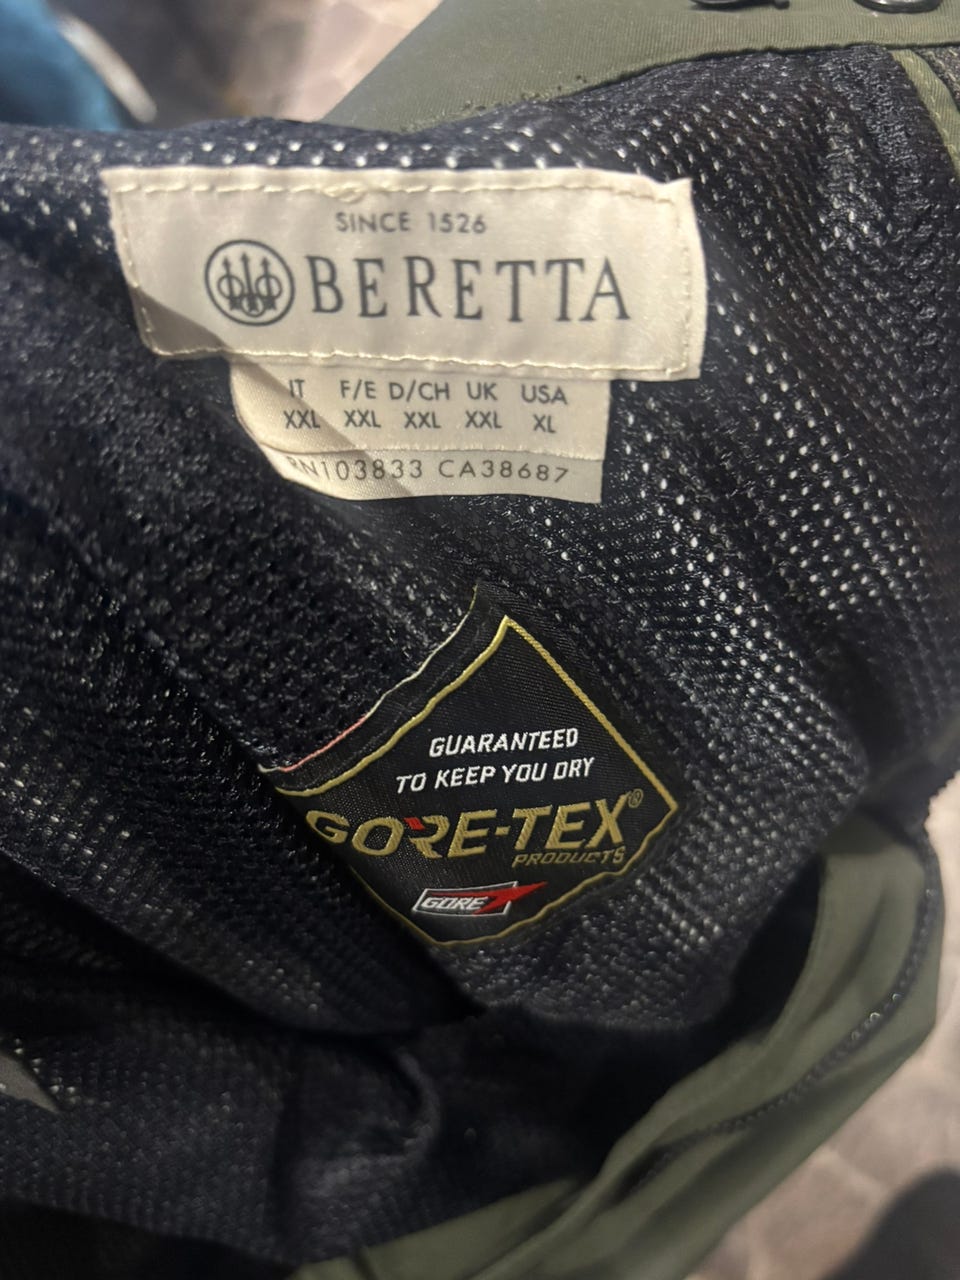 SINCE 1526
BERETTA
IT F/E D/CH UK USA
XXL XXL XXL XXL XL
RN103833 CA38687
GUARANTEED
TO KEEP YOU DRY
GORE-TEX®
PRODUCTS
GORE